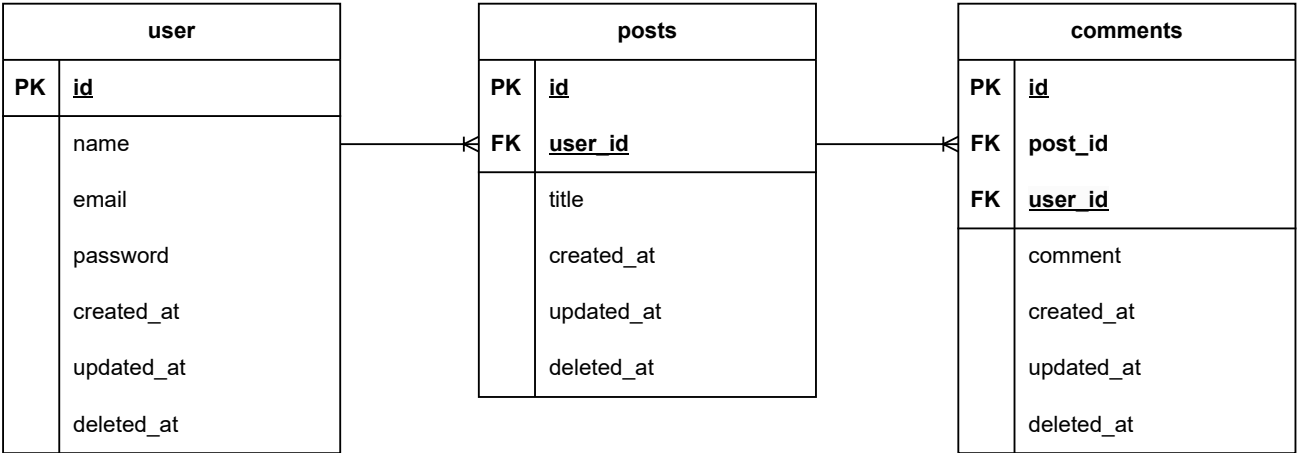 user
PK id
name
email
password
created_at
updated_at
deleted_at
posts
PK id
FK user_id
title
created_at
updated_at
deleted_at
comments
PK id
FK post_id
FK user_id
comment
created_at
updated_at
deleted_at